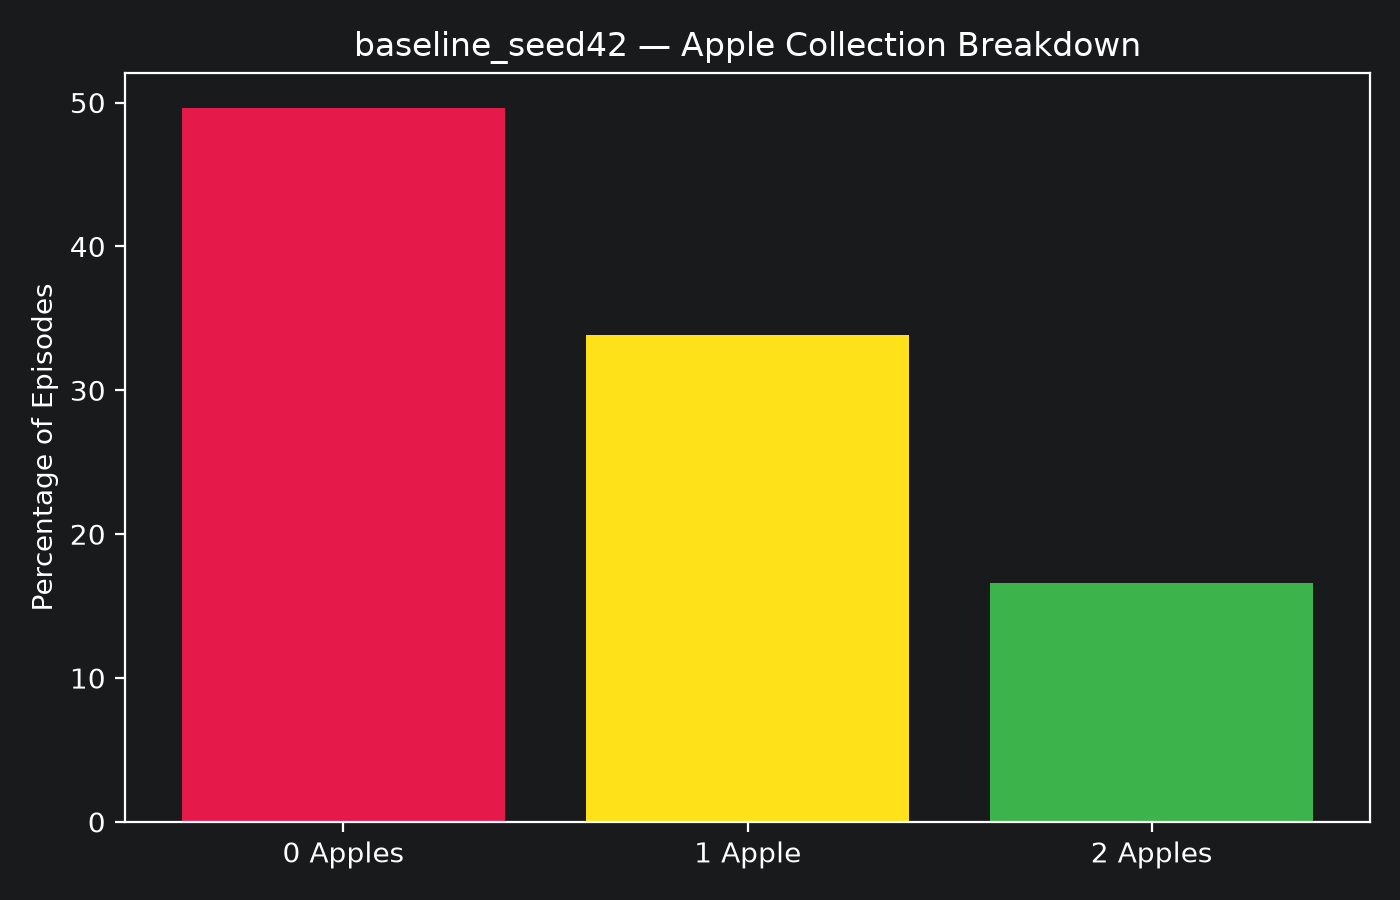 baseline_seed42 — Apple Collection Breakdown
Percentage of Episodes
50
40
30
20
10
0
0 Apples
1 Apple
2 Apples